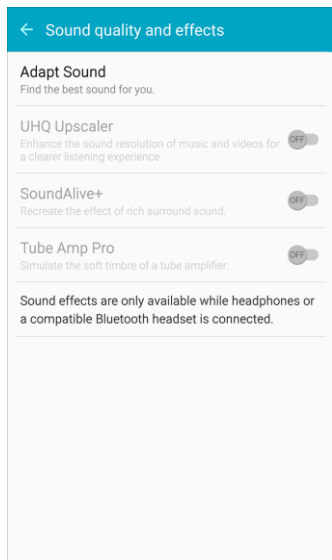 Sound quality and effects
Adapt Sound
Find the best sound for you.
UHQ Upscaler
Enhance the sound resolution of music and videos for
a clearer listening experience.
OFF
SoundAlive+
Recreate the effect of rich surround sound.
OFF
Tube Amp Pro
Simulate the soft timbre of a tube amplifier.
OFF
Sound effects are only available while headphones or
a compatible Bluetooth headset is connected.